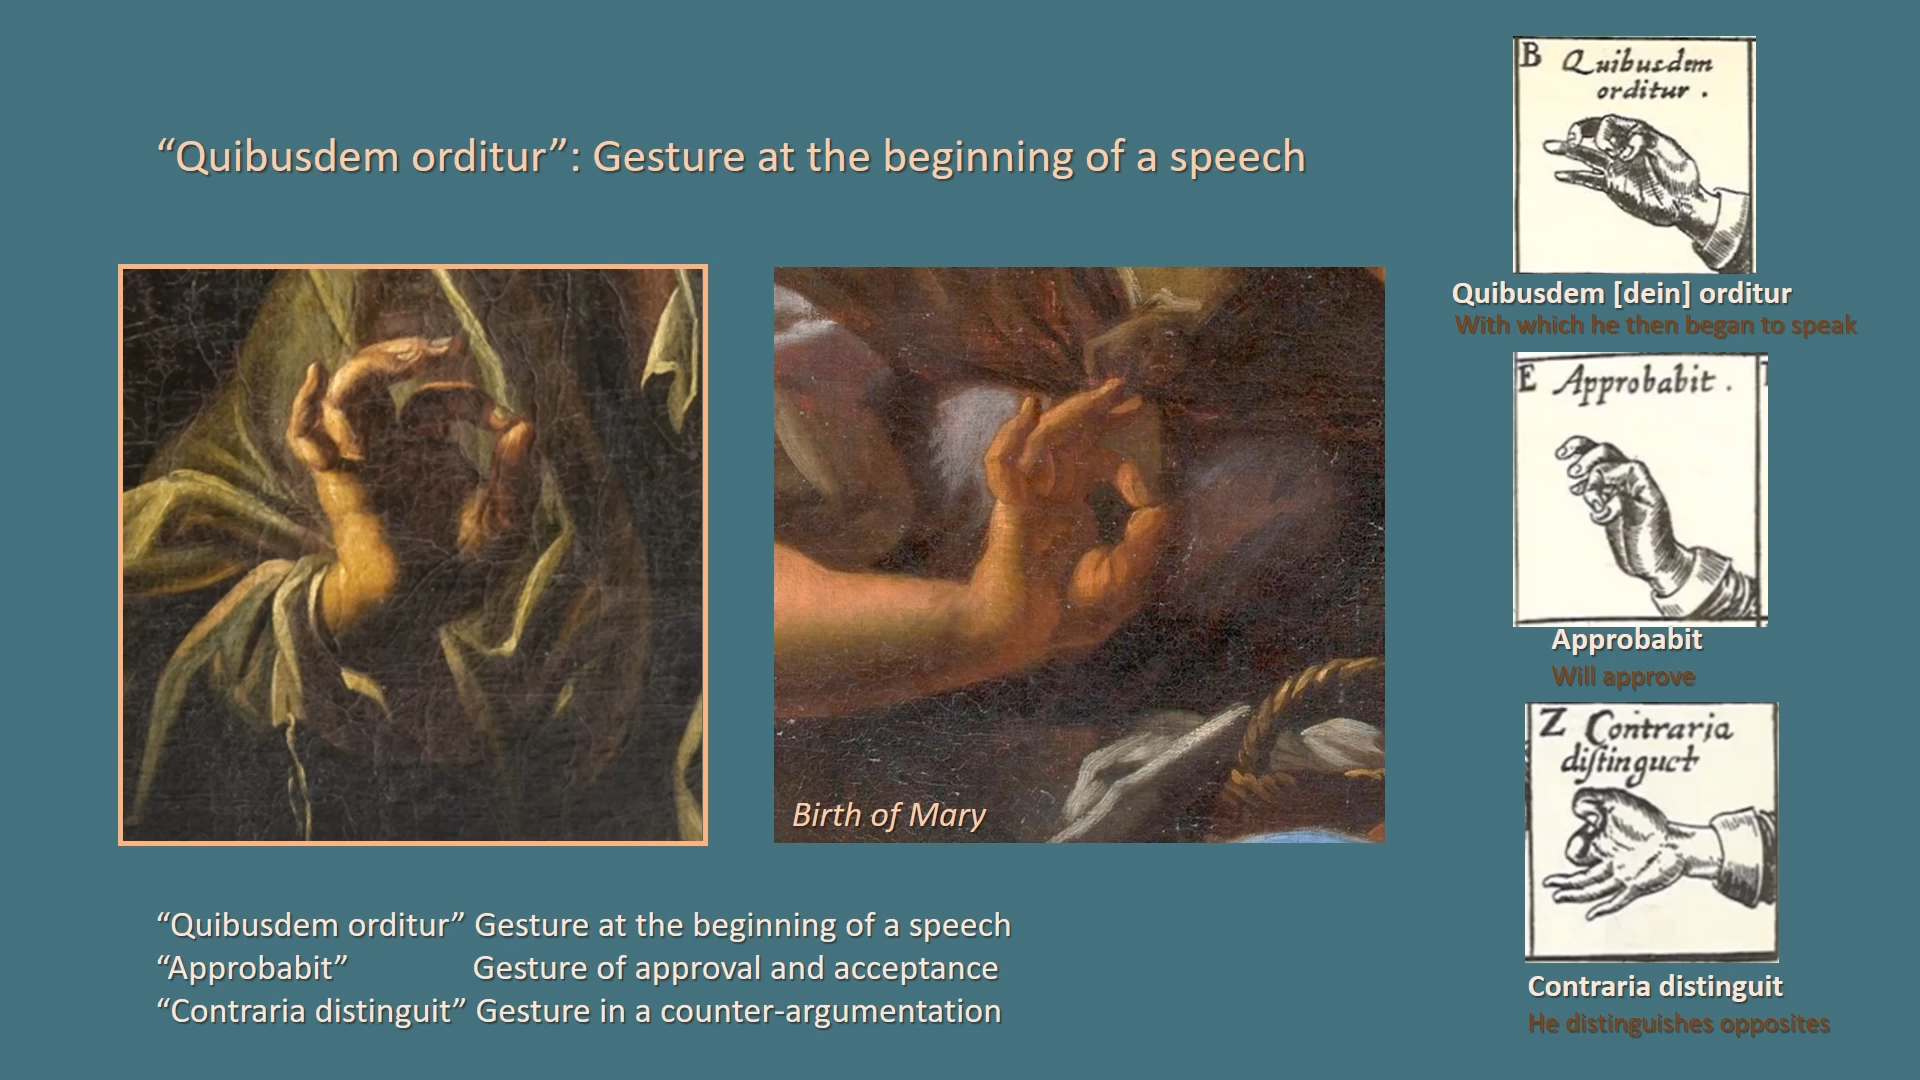 “Quibusdem orditur”: Gesture at the beginning of a speech
Birth of Mary
“Quibusdem orditur” Gesture at the beginning of a speech
“Approbabit” Gesture of approval and acceptance
“Contraria distinguit” Gesture in a counter-argumentation
B Quibusdem
orditur .
Quibusdem [dein] orditur
With which he then began to speak
E Approbabit .
Approbabit
Will approve
Z Contraria
distinguet
Contraria distinguit
He distinguishes opposites